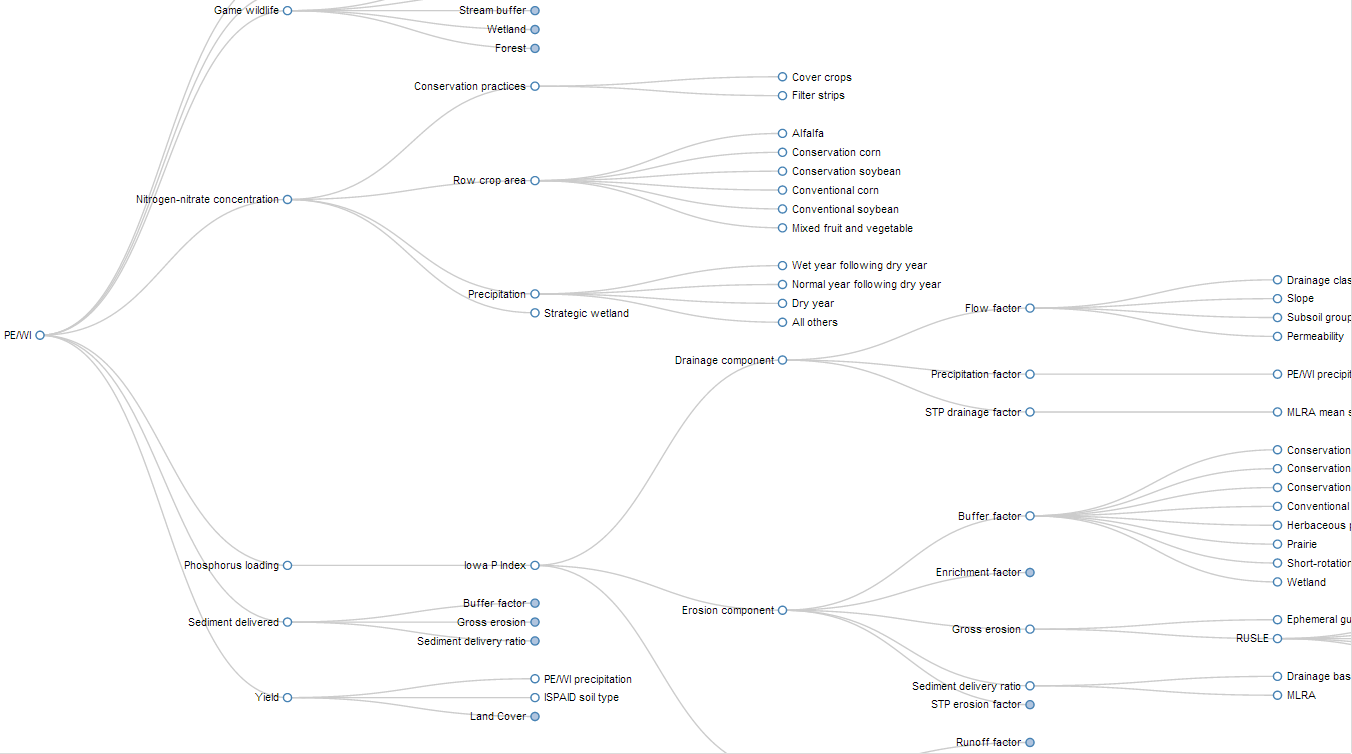 Game wildlife
Stream buffer
Wetland
Forest
Conservation practices
Cover crops
Filter strips
Alfalfa
Conservation corn
Conservation soybean
Conventional corn
Conventional soybean
Mixed fruit and vegetable
Row crop area
Nitrogen-nitrate concentration
Wet year following dry year
Normal year following dry year
Dry year
All others
Precipitation
Strategic wetland
PE/WI
Drainage component
Flow factor
Drainage clas
Slope
Subsoil group
Permeability
Precipitation factor
PE/WI precipit
STP drainage factor
MLRA mean s
Conservation
Conservation
Conservation
Conventional
Herbaceous p
Prairie
Short-rotation
Wetland
Buffer factor
Enrichment factor
Phosphorus loading
Iowa P Index
Erosion component
Gross erosion
Ephemeral gu
RUSLE
Sediment delivery ratio
Drainage bas
MLRA
STP erosion factor
Runoff factor
Sediment delivered
Buffer factor
Gross erosion
Sediment delivery ratio
Yield
PE/WI precipitation
ISPAID soil type
Land Cover